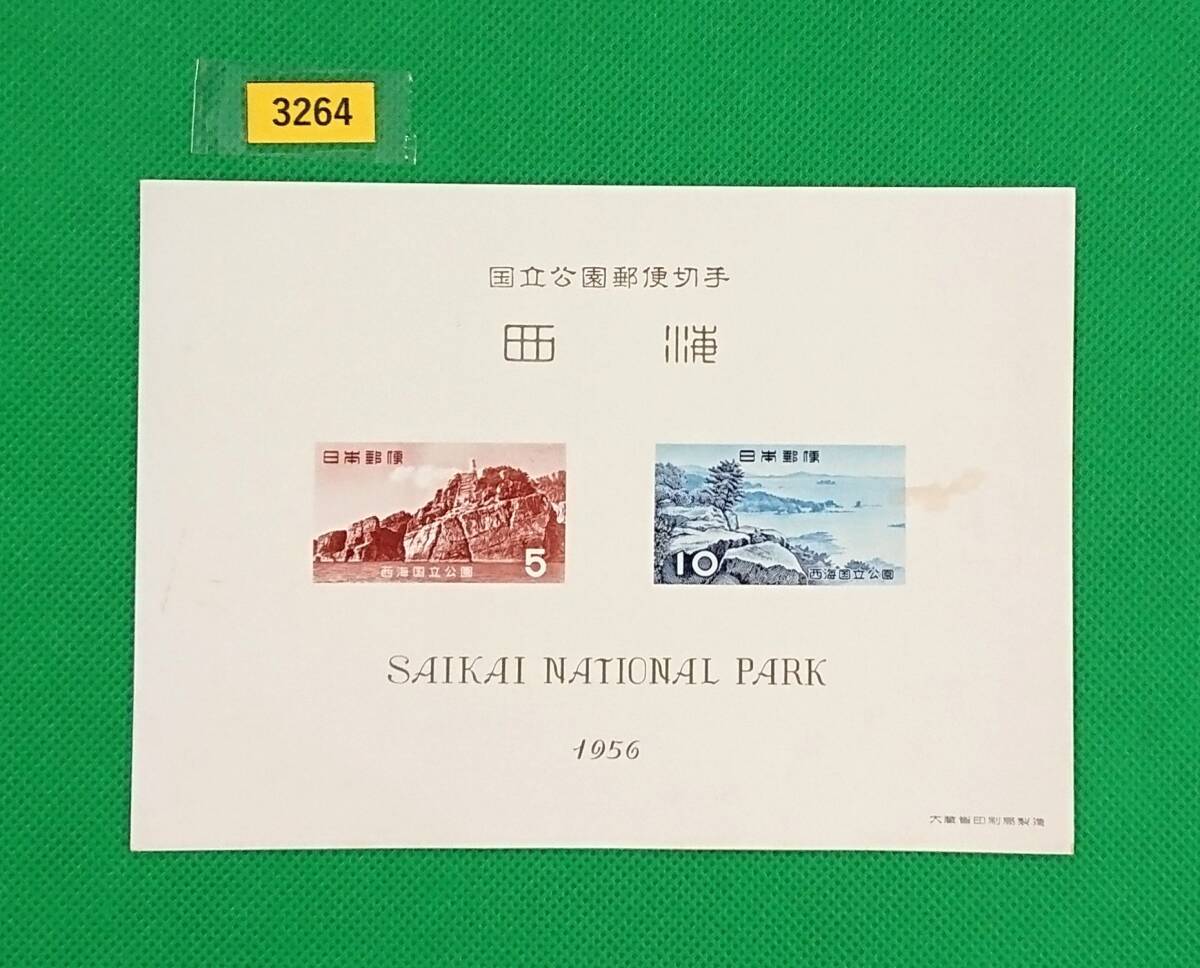 3264
国立公園郵便切手
西海
日本郵便
西海国立公園 5
日本郵便
10 西海国立公園
SAIKAI NATIONAL PARK
1956
大蔵省印刷局製造